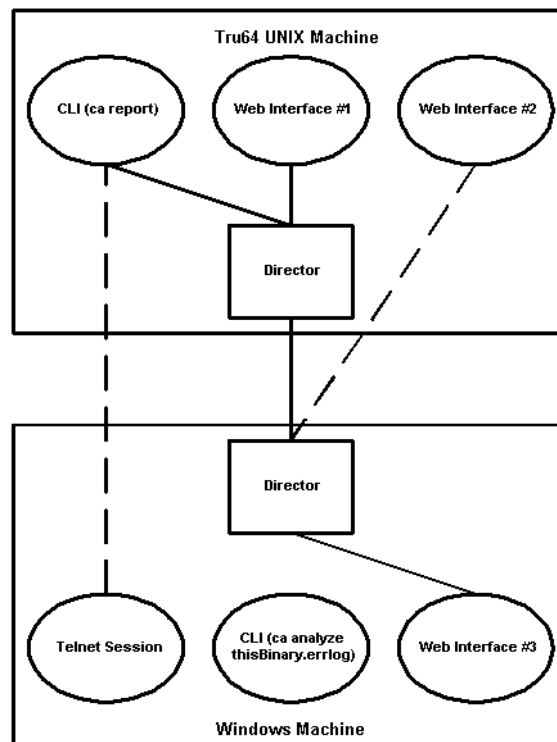 Tru64 UNIX Machine
CLI (ca report)
Web Interface #1
Web Interface #2
Director
Director
Telnet Session
CLI (ca analyze
thisBinary.errlog)
Web Interface #3
Windows Machine